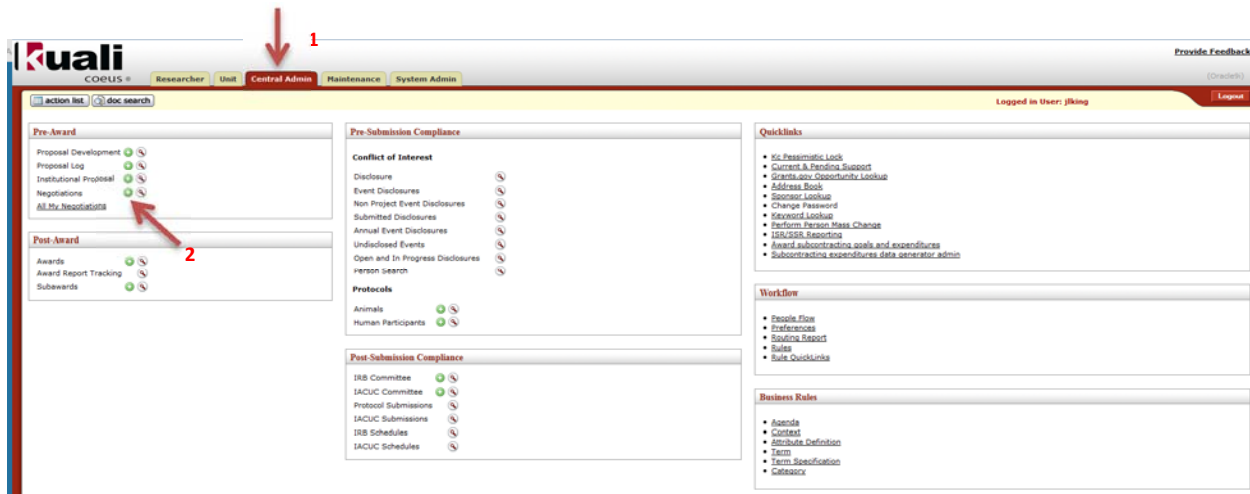 1
Kuali
coeus ®
Provide Feedback
Researcher Unit Central Admin Maintenance System Admin
(Oracle9i)
action list doc search
Logged in User: jlking
Logout
Pre-Award
Proposal Development
Proposal Log
Institutional Proposal
Negotiations
All My Negotiations
2
Post-Award
Awards
Award Report Tracking
Subawards
Pre-Submission Compliance
Conflict of Interest
Disclosure
Event Disclosures
Non Project Event Disclosures
Submitted Disclosures
Annual Event Disclosures
Undisclosed Events
Open and In Progress Disclosures
Person Search
Protocols
Animals
Human Participants
Post-Submission Compliance
IRB Committee
IACUC Committee
Protocol Submissions
IACUC Submissions
IRB Schedules
IACUC Schedules
Quicklinks
Kc Pessimistic Lock
Current & Pending Support
Grants.gov Opportunity Lookup
Address Book
Sponsor Lookup
Change Password
Keyword Lookup
Perform Person Mass Change
ISR/SSR Reporting
Award subcontracting goals and expenditures
Subcontracting expenditures data generator admin
Workflow
People Flow
Preferences
Routing Report
Rules
Rule QuickLinks
Business Rules
Agenda
Context
Attribute Definition
Term
Term Specification
Category